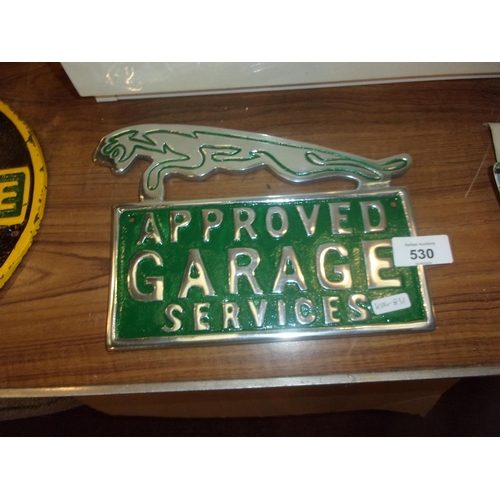 APPROVED
GARAGE
SERVICES
530